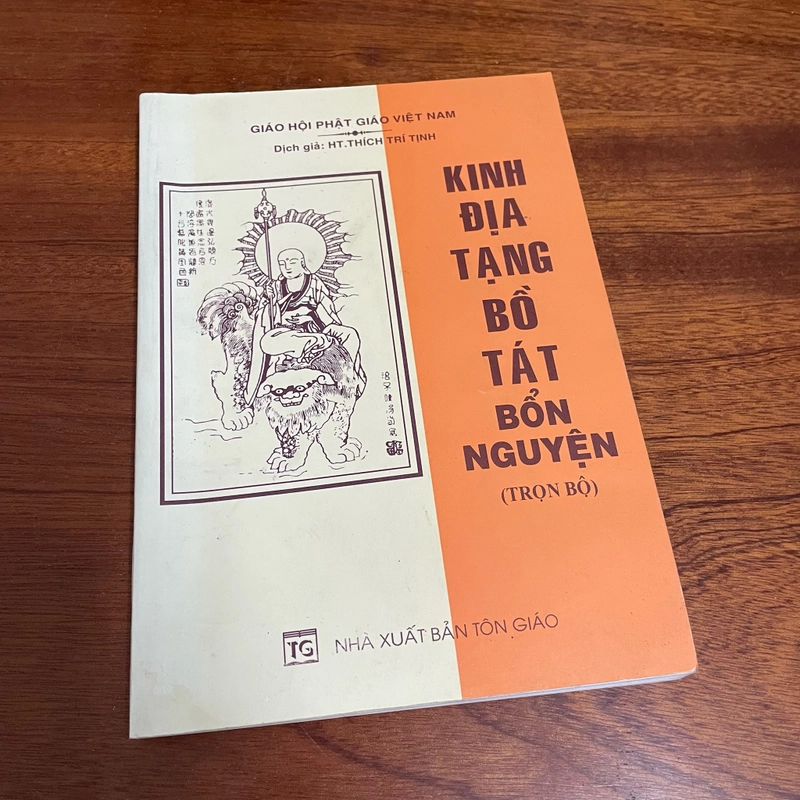 GIÁO HỘI PHẬT GIÁO VIỆT NAM
Dịch giả: HT.THÍCH TRÍ TỊNH
KINH
ĐỊA
TẠNG
BỒ
TÁT
BỔN
NGUYỆN
(TRỌN BỘ)
TG
NHÀ XUẤT BẢN TÔN GIÁO